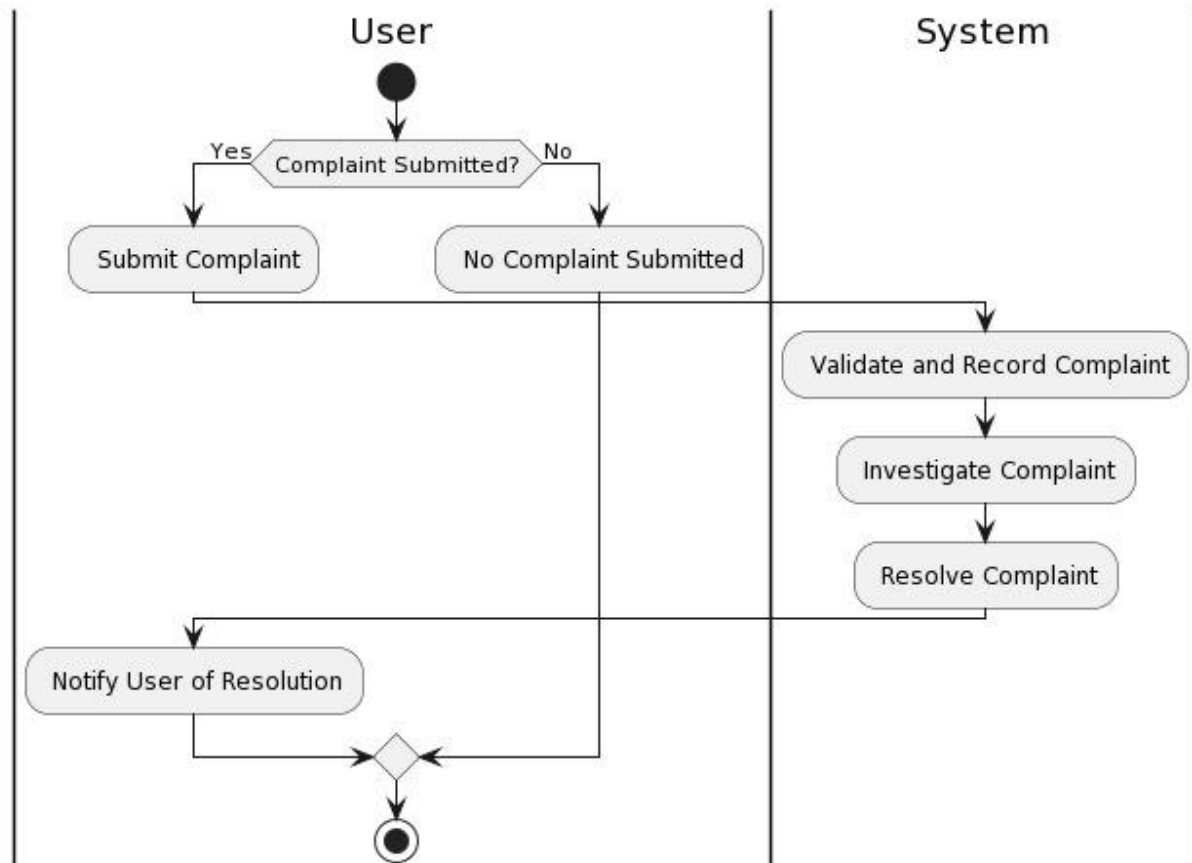 User
System
Complaint Submitted?
Yes
No
Submit Complaint
No Complaint Submitted
Validate and Record Complaint
Investigate Complaint
Resolve Complaint
Notify User of Resolution